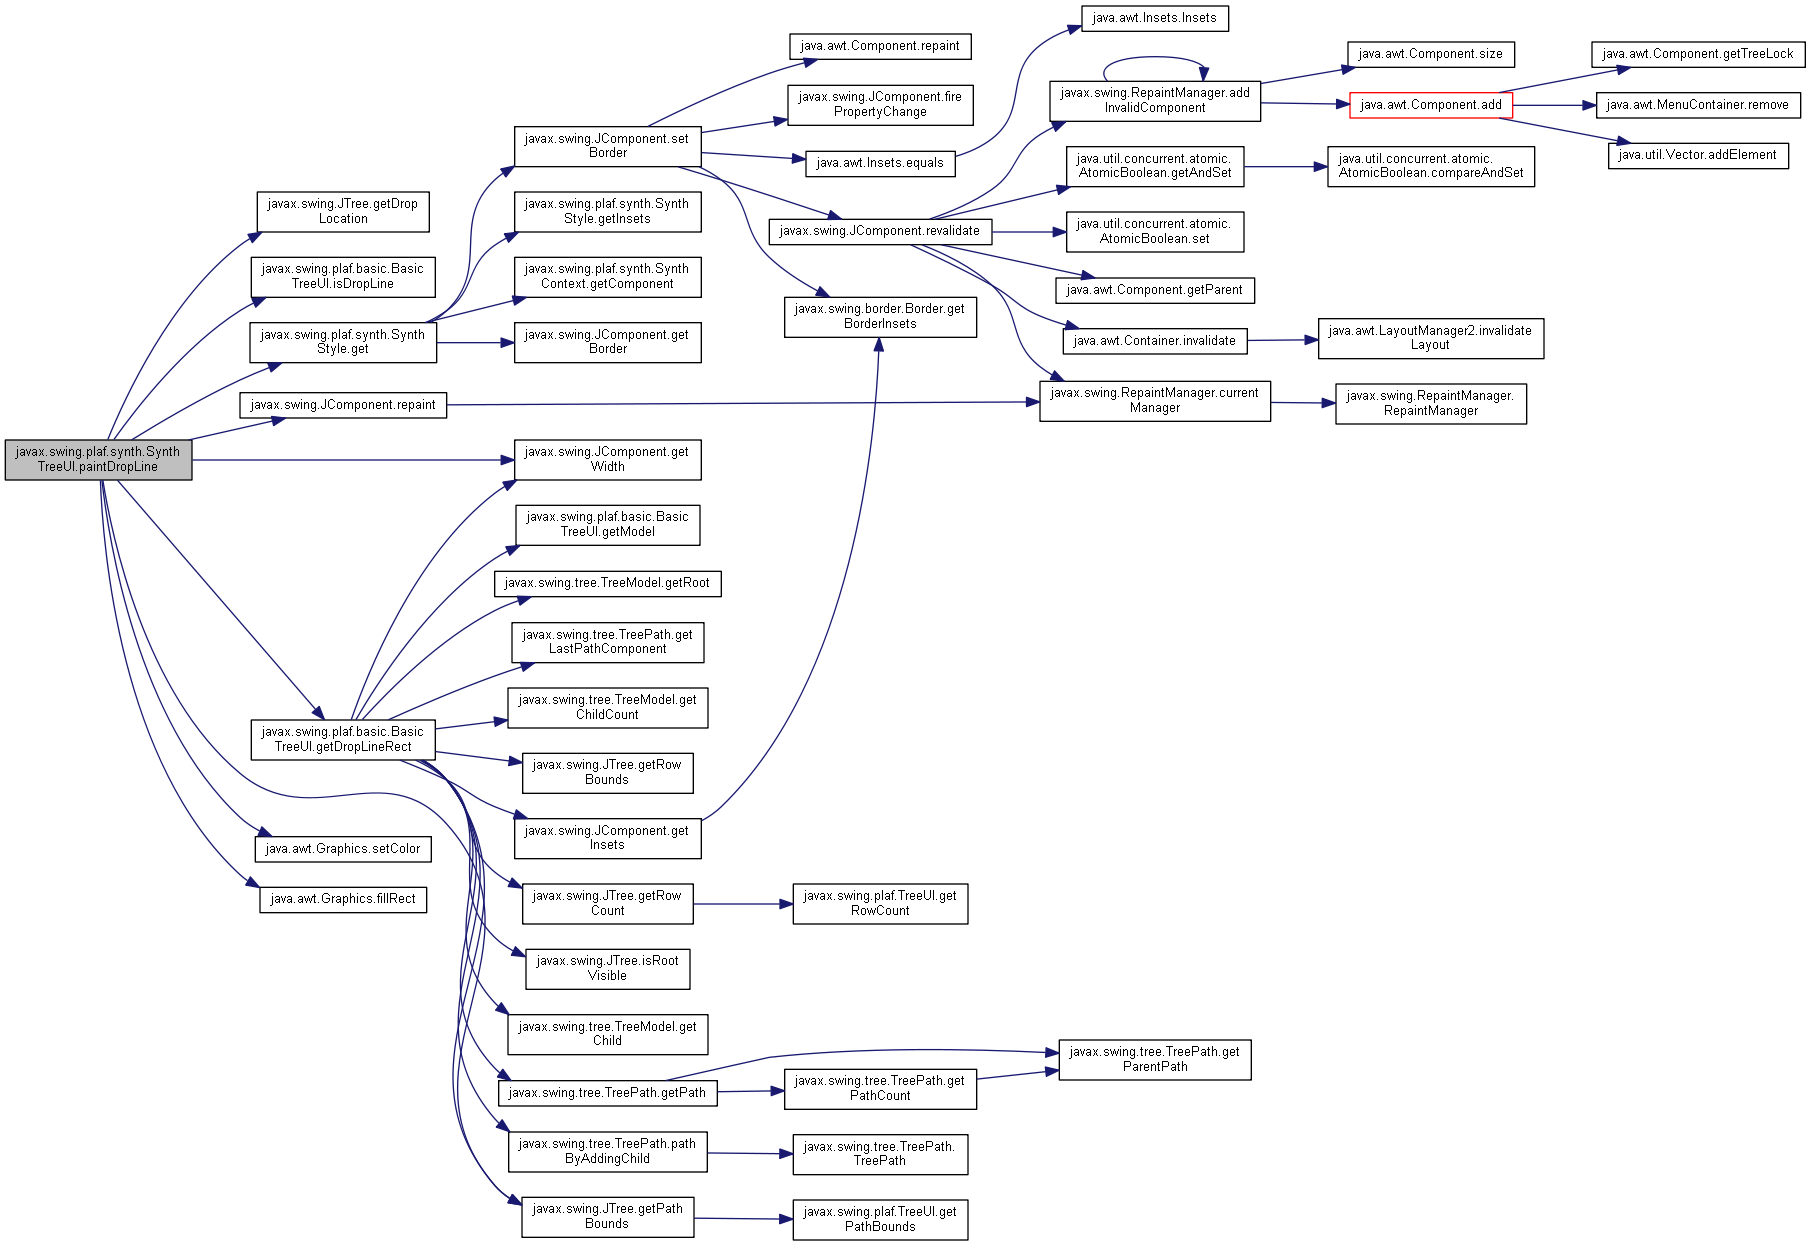 javax.swing.plaf.synth.Synth
TreeUI.paintDropLine
javax.swing.JTree.getDrop
Location
javax.swing.plaf.basic.Basic
TreeUI.isDropLine
javax.swing.plaf.synth.Synth
Style.get
javax.swing.JComponent.repaint
javax.swing.plaf.basic.Basic
TreeUI.getDropLineRect
java.awt.Graphics.setColor
java.awt.Graphics.fillRect
javax.swing.JComponent.set
Border
javax.swing.plaf.synth.Synth
Style.getInsets
javax.swing.plaf.synth.Synth
Context.getComponent
javax.swing.JComponent.get
Border
javax.swing.JComponent.get
Width
javax.swing.plaf.basic.Basic
TreeUI.getModel
javax.swing.tree.TreeModel.getRoot
javax.swing.tree.TreePath.get
LastPathComponent
javax.swing.tree.TreeModel.get
ChildCount
javax.swing.JTree.getRow
Bounds
javax.swing.JComponent.get
Insets
javax.swing.JTree.getRow
Count
javax.swing.JTree.isRoot
Visible
javax.swing.tree.TreeModel.get
Child
javax.swing.tree.TreePath.getPath
javax.swing.tree.TreePath.path
ByAddingChild
javax.swing.JTree.getPath
Bounds
java.awt.Component.repaint
javax.swing.JComponent.fire
PropertyChange
java.awt.Insets.equals
javax.swing.JComponent.revalidate
javax.swing.border.Border.get
BorderInsets
javax.swing.plaf.TreeUI.get
RowCount
javax.swing.tree.TreePath.get
PathCount
javax.swing.tree.TreePath.
TreePath
javax.swing.plaf.TreeUI.get
PathBounds
java.awt.Insets.Insets
javax.swing.RepaintManager.add
InvalidComponent
java.util.concurrent.atomic.
AtomicBoolean.getAndSet
java.util.concurrent.atomic.
AtomicBoolean.set
java.awt.Component.getParent
java.awt.Container.invalidate
javax.swing.RepaintManager.current
Manager
javax.swing.tree.TreePath.get
ParentPath
java.awt.Component.size
java.awt.Component.add
java.util.concurrent.atomic.
AtomicBoolean.compareAndSet
java.awt.LayoutManager2.invalidate
Layout
javax.swing.RepaintManager.
RepaintManager
java.awt.Component.getTreeLock
java.awt.MenuContainer.remove
java.util.Vector.addElement